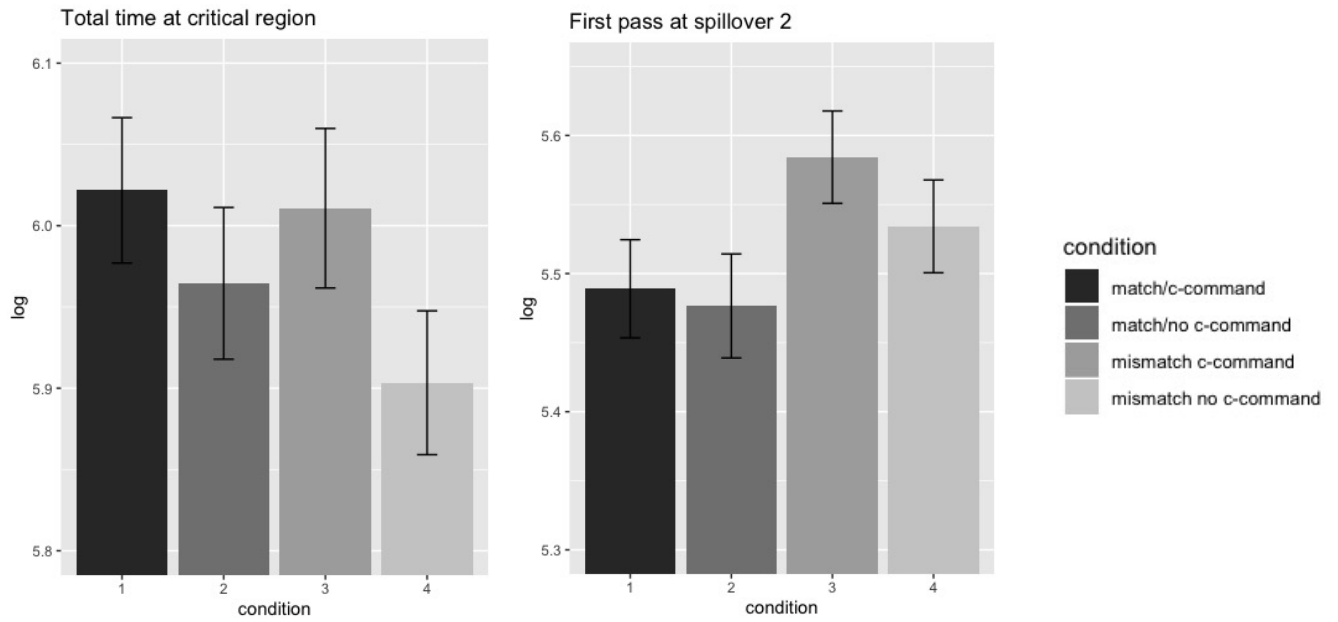 Total time at critical region
log
6.1
6.0
5.9
5.8
1 2 3 4
condition
First pass at spillover 2
log
5.6
5.5
5.4
5.3
1 2 3 4
condition
condition
match/c-command
match/no c-command
mismatch c-command
mismatch no c-command